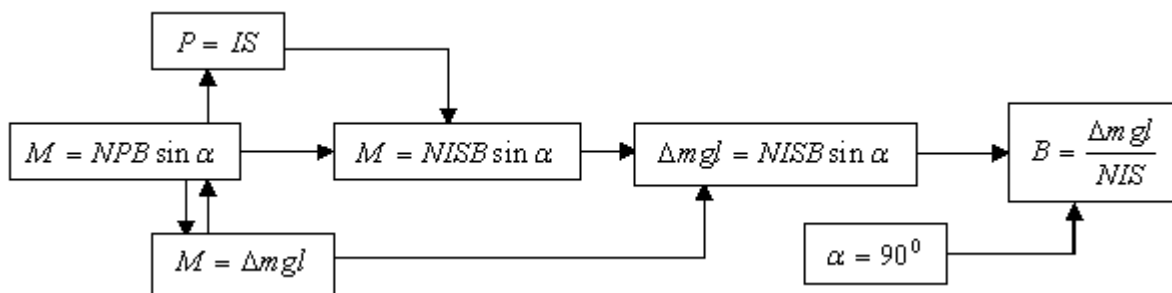 P = IS
M = NPB sin α
M = NISB sin α
Δmgl = NISB sin α
B = Δmgl / NIS
M = Δmgl
α = 90⁰